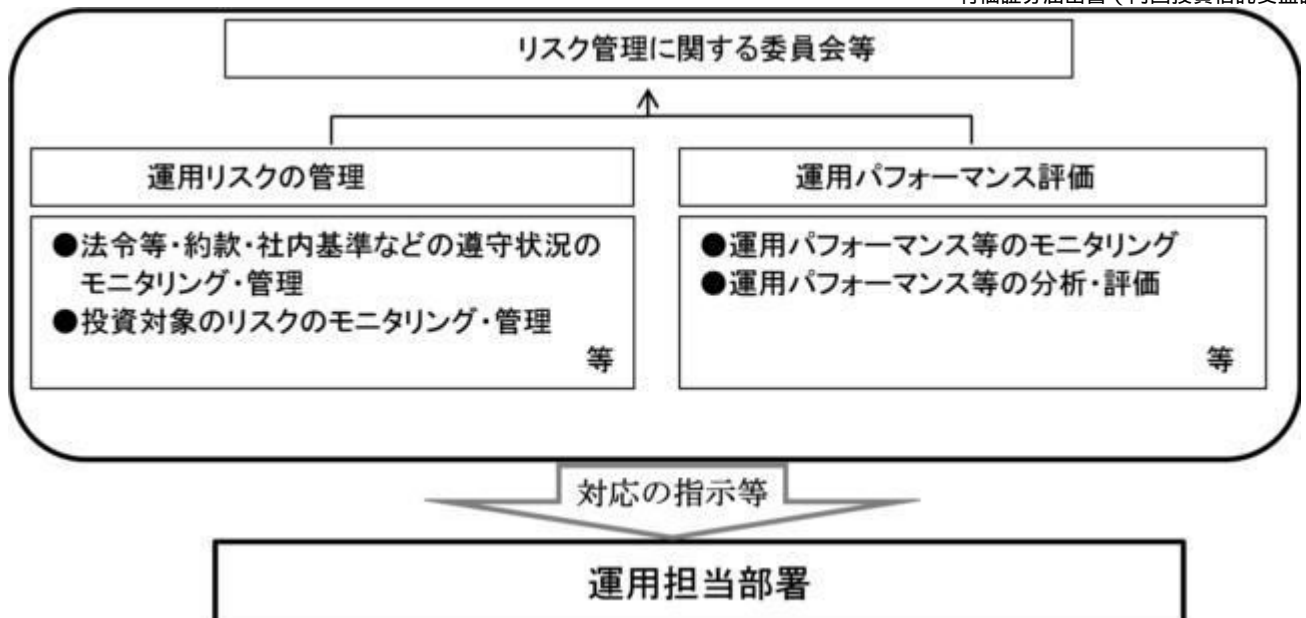 リスク管理に関する委員会等
運用リスクの管理
●法令等・約款・社内基準などの遵守状況の
モニタリング・管理
●投資対象のリスクのモニタリング・管理
等
運用パフォーマンス評価
●運用パフォーマンス等のモニタリング
●運用パフォーマンス等の分析・評価
等
対応の指示等
運用担当部署